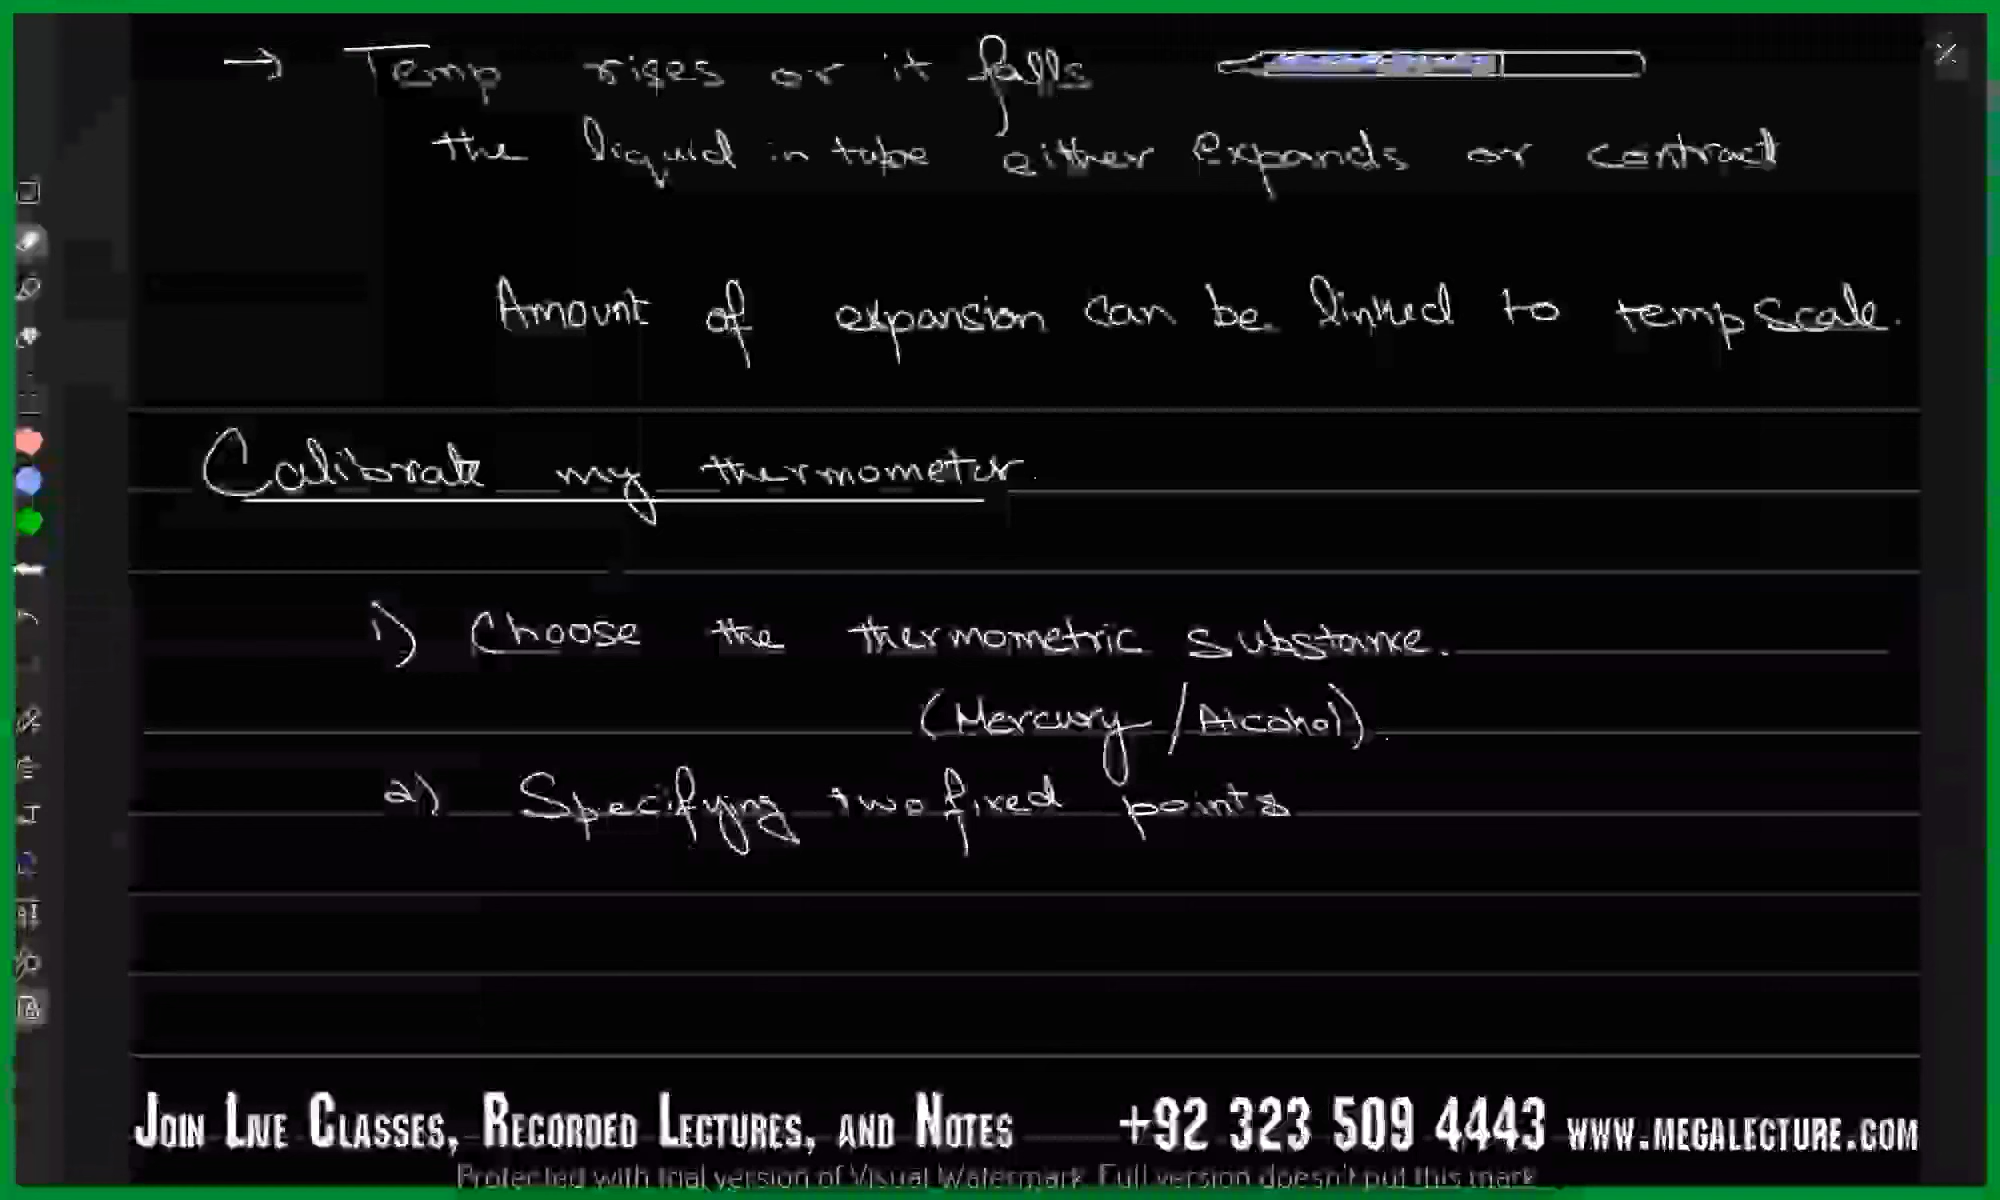 → Temp rises or it falls
the liquid in tube either expands or contract
Amount of expansion can be linked to temp scale.
Calibrate my thermometer.
1) Choose the thermometric substance.
(Mercury / Alcohol).
2) Specifying two fixed points
JOIN LIVE CLASSES, RECORDED LECTURES, AND NOTES +92 323 509 4443 WWW.MEGALECTURE.COM
Protected with trial version of Visual Watermark. Full version doesn't put this mark.